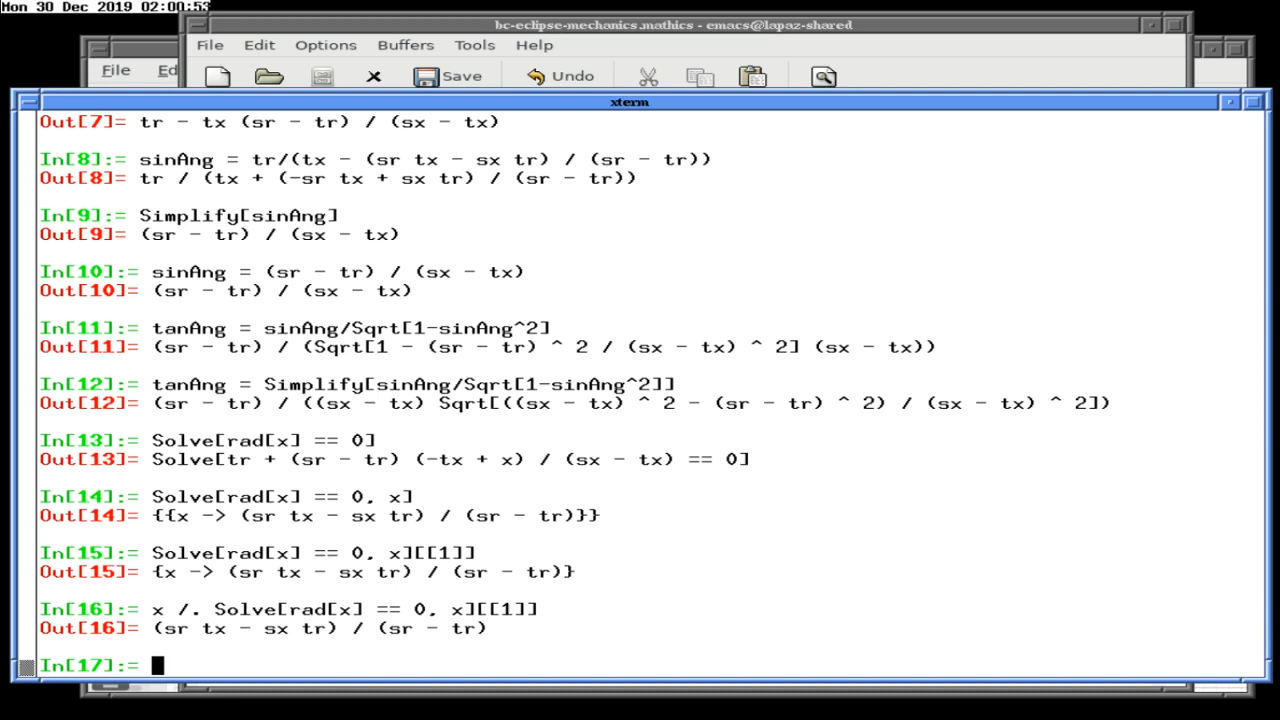 Mon 30 Dec 2019 02:00:53
bc-eclipse-mechanics.mathics - emacs@lapaz-shared
File Edit Options Buffers Tools Help
File Ed
Save Undo
xterm
Out[7]= tr - tx (sr - tr) / (sx - tx)
In[8]:= sinAng = tr/(tx - (sr tx - sx tr) / (sr - tr))
Out[8]= tr / (tx + (-sr tx + sx tr) / (sr - tr))
In[9]:= Simplify[sinAng]
Out[9]= (sr - tr) / (sx - tx)
In[10]:= sinAng = (sr - tr) / (sx - tx)
Out[10]= (sr - tr) / (sx - tx)
In[11]:= tanAng = sinAng/Sqrt[1-sinAng^2]
Out[11]= (sr - tr) / (Sqrt[1 - (sr - tr) ^ 2 / (sx - tx) ^ 2] (sx - tx))
In[12]:= tanAng = Simplify[sinAng/Sqrt[1-sinAng^2]]
Out[12]= (sr - tr) / ((sx - tx) Sqrt[((sx - tx) ^ 2 - (sr - tr) ^ 2) / (sx - tx) ^ 2])
In[13]:= Solve[rad[x] == 0]
Out[13]= Solve[tr + (sr - tr) (-tx + x) / (sx - tx) == 0]
In[14]:= Solve[rad[x] == 0, x]
Out[14]= {{x -> (sr tx - sx tr) / (sr - tr)}}
In[15]:= Solve[rad[x] == 0, x][[1]]
Out[15]= {x -> (sr tx - sx tr) / (sr - tr)}
In[16]:= x /. Solve[rad[x] == 0, x][[1]]
Out[16]= (sr tx - sx tr) / (sr - tr)
In[17]:=